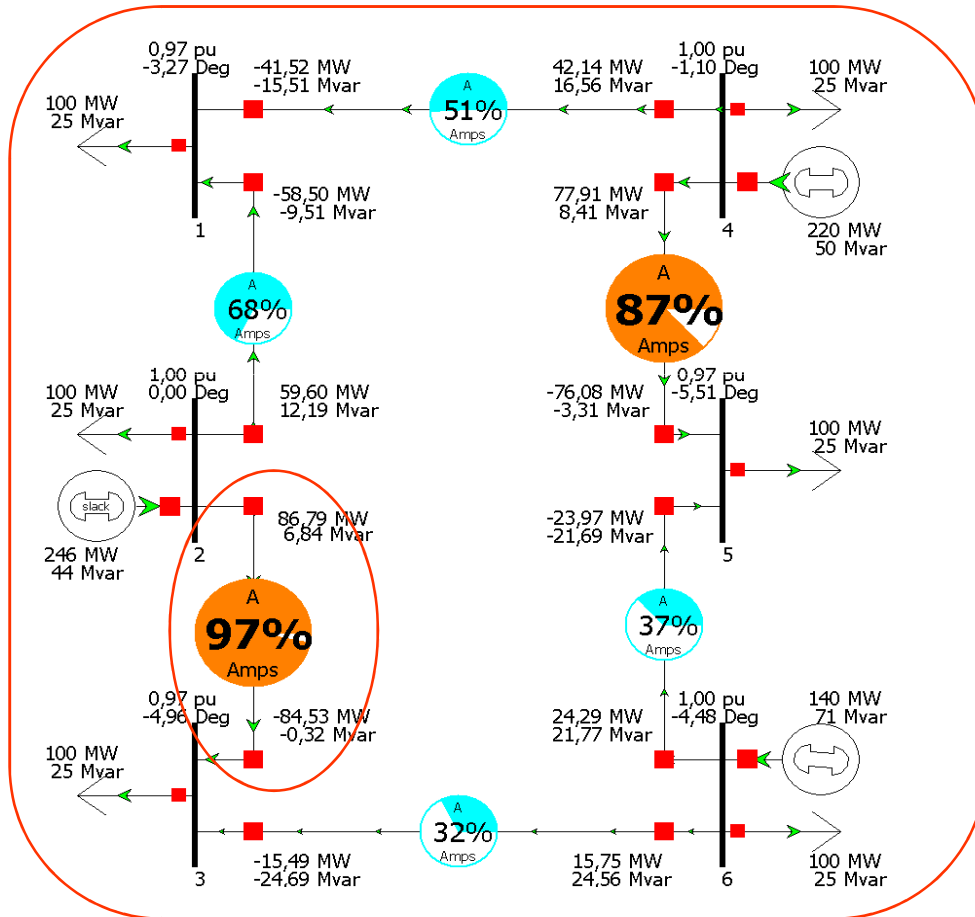 0,97 pu
-3,27 Deg
-41,52 MW
-15,51 Mvar
42,14 MW
16,56 Mvar
1,00 pu
-1,10 Deg
100 MW
25 Mvar
100 MW
25 Mvar
A
51%
Amps
-58,50 MW
-9,51 Mvar
77,91 MW
8,41 Mvar
1
4
220 MW
50 Mvar
A
68%
Amps
A
87%
Amps
1,00 pu
0,00 Deg
59,60 MW
12,19 Mvar
-76,08 MW
-3,31 Mvar
0,97 pu
-5,51 Deg
100 MW
25 Mvar
100 MW
25 Mvar
slack
246 MW
44 Mvar
86,79 MW
6,84 Mvar
-23,97 MW
-21,69 Mvar
2
5
A
97%
Amps
A
37%
Amps
0,97 pu
-4,96 Deg
-84,53 MW
-0,32 Mvar
24,29 MW
21,77 Mvar
1,00 pu
-4,48 Deg
140 MW
71 Mvar
100 MW
25 Mvar
A
32%
Amps
-15,49 MW
-24,69 Mvar
15,75 MW
24,56 Mvar
100 MW
25 Mvar
3
6